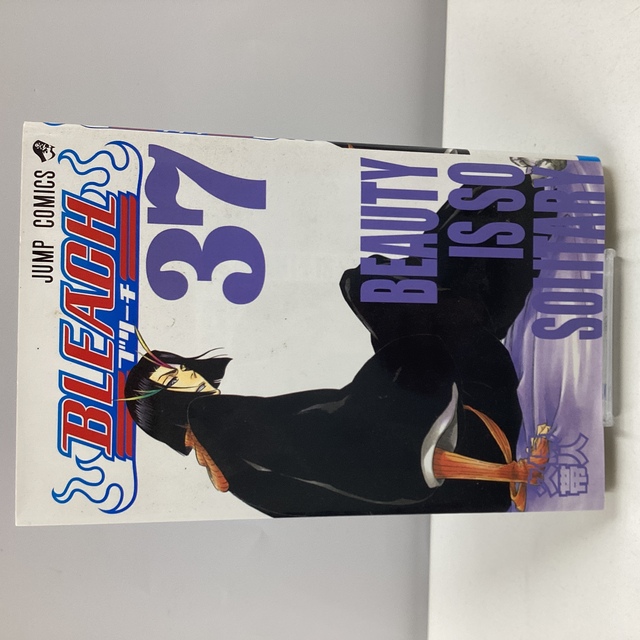 JUMP COMICS
BLEACH
ブリーチ
37
BEAUTY
IS SO
SOLITARY
久保帯人